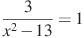 3/(x² − 13) = 1